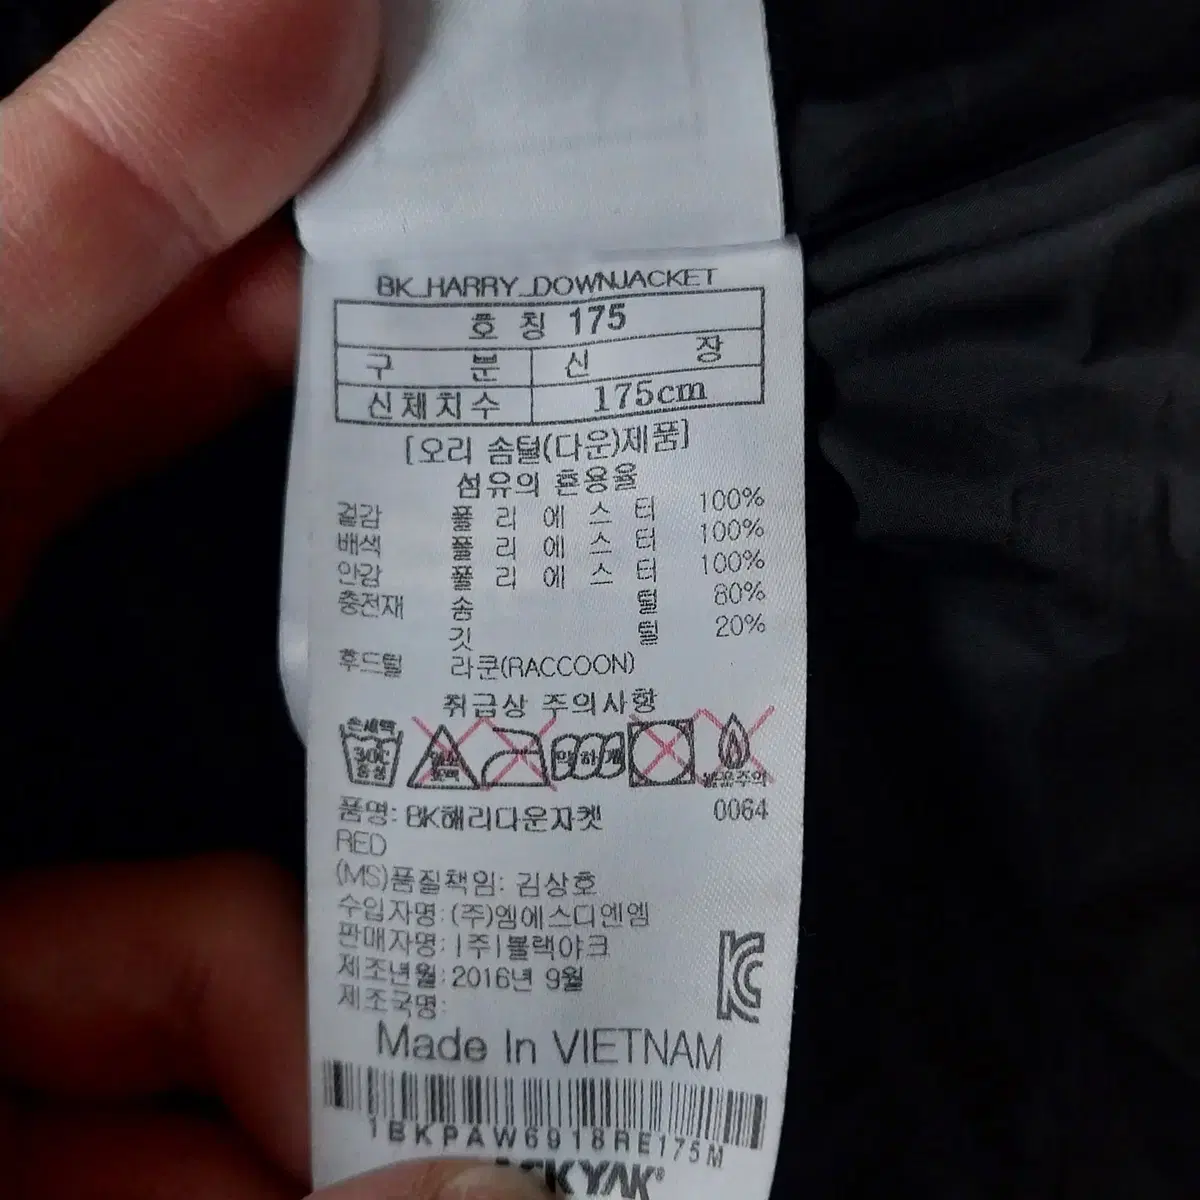 BK_HARRY_DOWNJACKET
호 칭 175
구 분 신 장
신체치수 175cm
[오리 솜털(다운)제품]
섬유의 혼용율
겉감 폴 리 에 스 터 100%
배색 폴 리 에 스 터 100%
안감 폴 리 에 스 터 100%
충전재 솜 털 80%
깃 털 20%
후드털 라쿤(RACCOON)
취급상 주의사항
손세탁 30℃ 중성 약하게 불꽃주의
품명: BK해리다운자켓 0064
RED
(MS)품질책임: 김상호
수입자명: (주)엠에스디엔엠
판매자명: |주|블랙야크
제조년월: 2016년 9월
제조국명:
Made In VIETNAM
1BKPAW6918RE175M